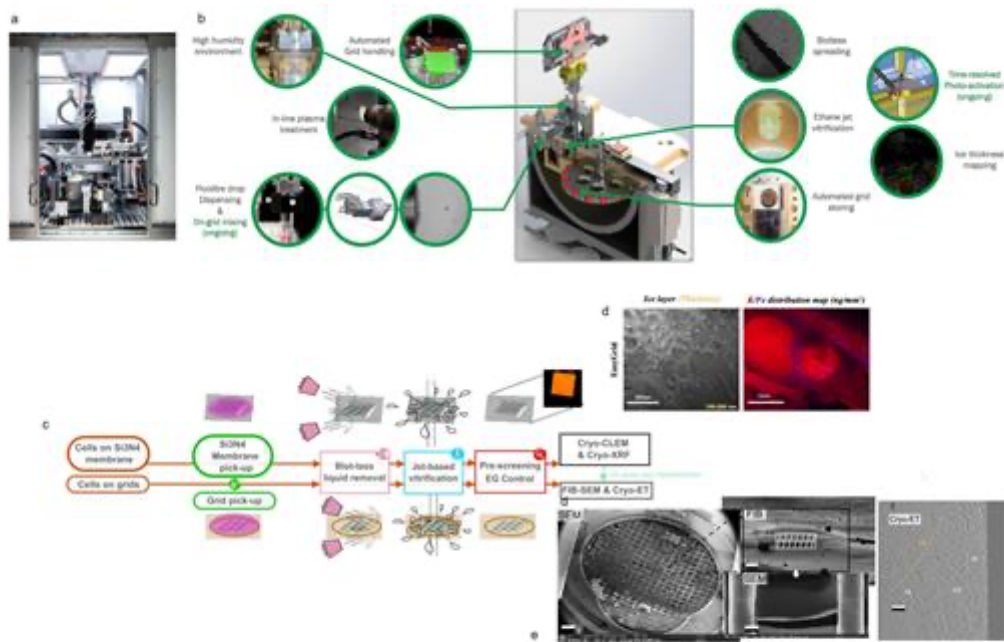 a
b
High humidity
environment
Automated
Grid handling
Blotless
spreading
Time-resolved
Photo-activation
(ongoing)
In-line plasma
treatment
Ethane jet
vitrification
Ice thickness
mapping
Picolitre drop
Dispensing
&
On-grid mixing
(ongoing)
Automated grid
storing
d
Ice layer
K/Fe distribution map (ng/mm²)
EasyGrid
c
Cells on Si3N4
membrane
Cells on grids
Si3N4
Membrane
pick-up
Grid pick-up
Blot-less
liquid removal
Jet-based
vitrification
Pre-screening
EG Control
Cryo-CLEM
& Cryo-XRF
FIB-SEM & Cryo-ET
FIB
SEM
Cryo-ET
e